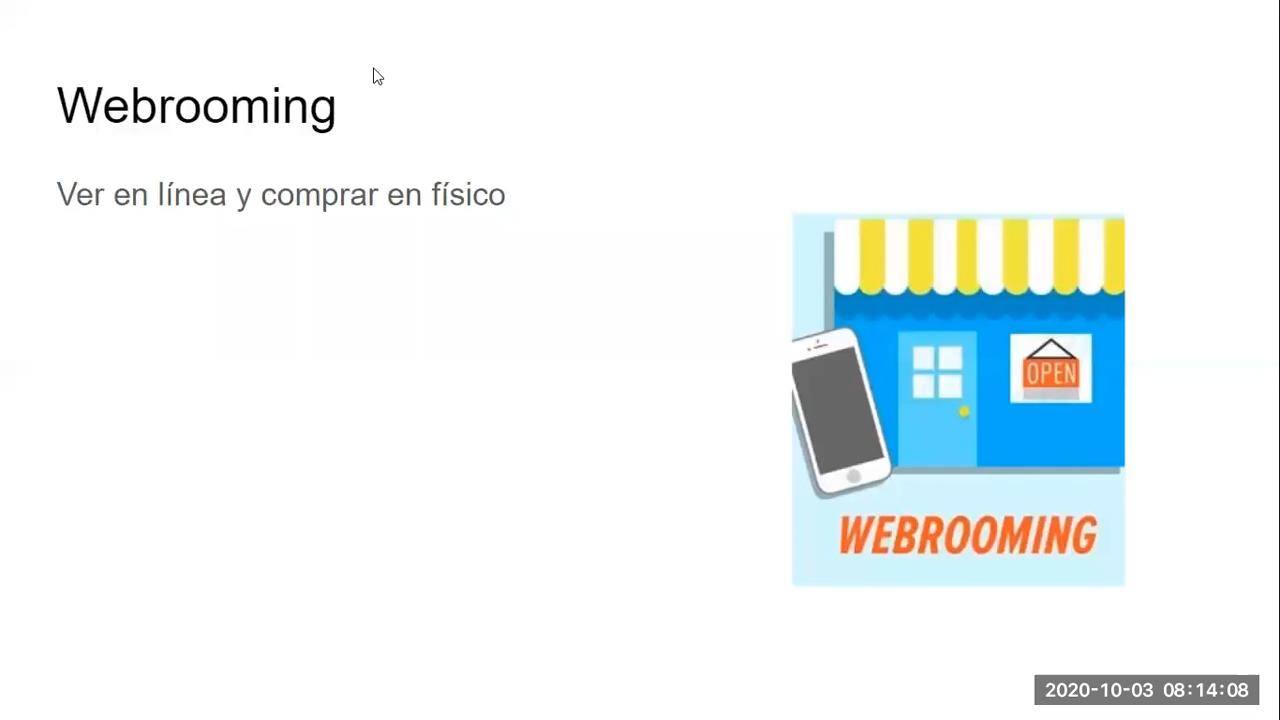 Webrooming
Ver en línea y comprar en físico
OPEN
WEBROOMING
2020-10-03 08:14:08